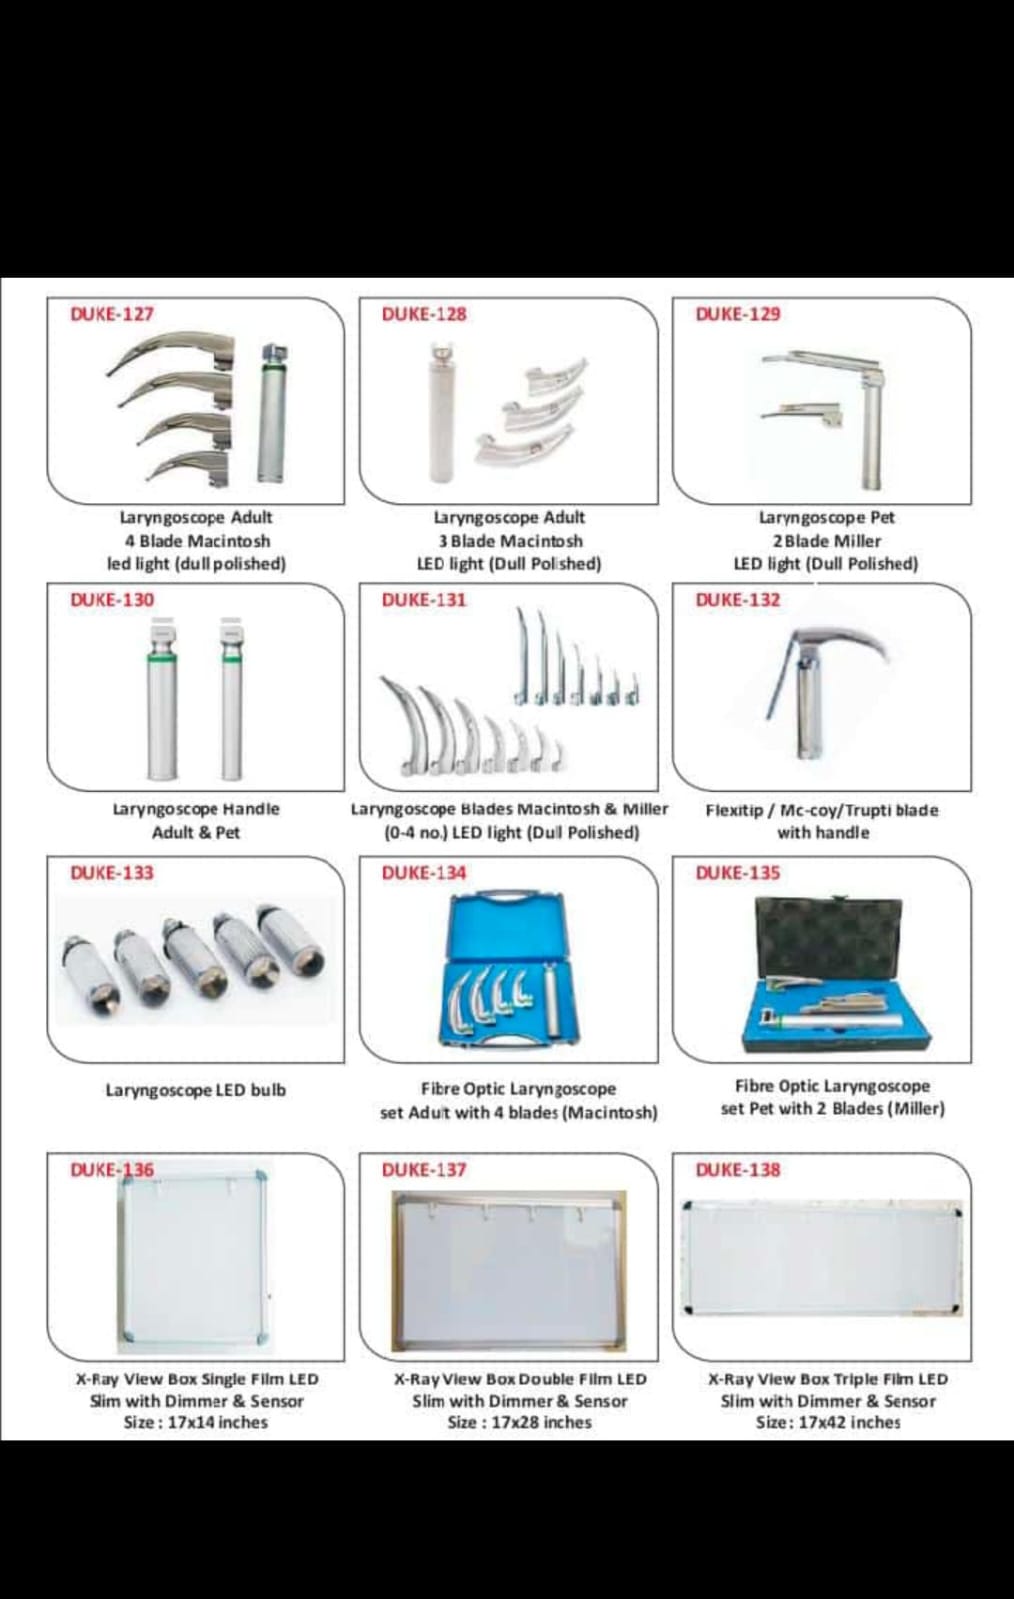 DUKE-127
DUKE-128
DUKE-129
Laryngoscope Adult
4 Blade Macintosh
led light (dull polished)
Laryngoscope Adult
3 Blade Macintosh
LED light (Dull Polished)
Laryngoscope Pet
2 Blade Miller
LED light (Dull Polished)
DUKE-130
DUKE-131
DUKE-132
Laryngoscope Handle
Adult & Pet
Laryngoscope Blades Macintosh & Miller
(0-4 no.) LED light (Dull Polished)
Flexitip / Mc-coy/Trupti blade
with handle
DUKE-133
DUKE-134
DUKE-135
Laryngoscope LED bulb
Fibre Optic Laryngoscope
set Adult with 4 blades (Macintosh)
Fibre Optic Laryngoscope
set Pet with 2 Blades (Miller)
DUKE-136
DUKE-137
DUKE-138
X-Ray View Box Single Film LED
Slim with Dimmer & Sensor
Size : 17x14 inches
X-Ray View Box Double Film LED
Slim with Dimmer & Sensor
Size : 17x28 inches
X-Ray View Box Triple Film LED
Slim with Dimmer & Sensor
Size : 17x42 inches